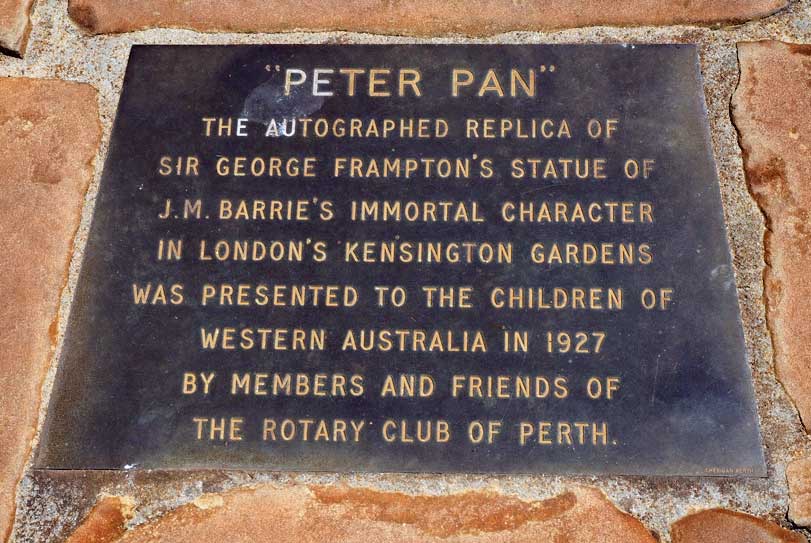 "PETER PAN"
THE AUTOGRAPHED REPLICA OF
SIR GEORGE FRAMPTON'S STATUE OF
J.M. BARRIE'S IMMORTAL CHARACTER
IN LONDON'S KENSINGTON GARDENS
WAS PRESENTED TO THE CHILDREN OF
WESTERN AUSTRALIA IN 1927
BY MEMBERS AND FRIENDS OF
THE ROTARY CLUB OF PERTH.
SHERIDAN PERTH